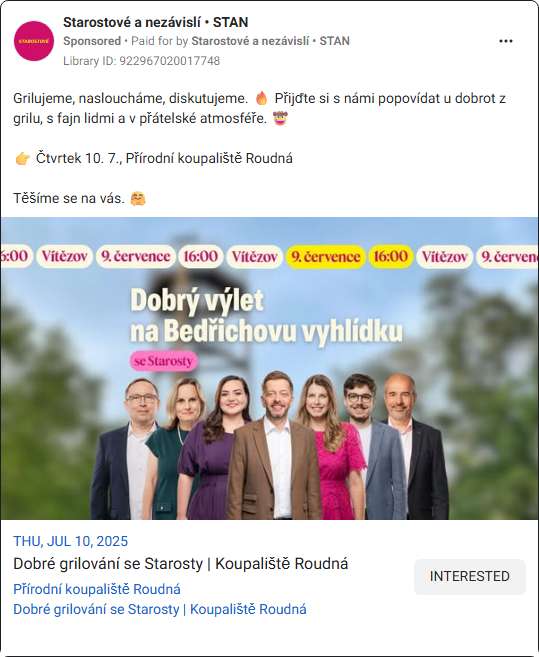 Starostové a nezávislí • STAN
STAROSTOVÉ
Sponsored • Paid for by Starostové a nezávislí • STAN
Library ID: 922967020017748
Grilujeme, nasloucháme, diskutujeme. 🔥 Přijďte si s námi popovídat u dobrot z
grilu, s fajn lidmi a v přátelské atmosféře. 🤠
👉 Čtvrtek 10. 7., Přírodní koupaliště Roudná
Těšíme se na vás. 🤗
6:00 Vítězov 9. července 16:00 Vítězov 9. července 16:00 Vítězov 9. červen
Dobrý výlet
na Bedřichovu vyhlídku
se Starosty
THU, JUL 10, 2025
Dobré grilování se Starosty | Koupaliště Roudná
INTERESTED
Přírodní koupaliště Roudná
Dobré grilování se Starosty | Koupaliště Roudná